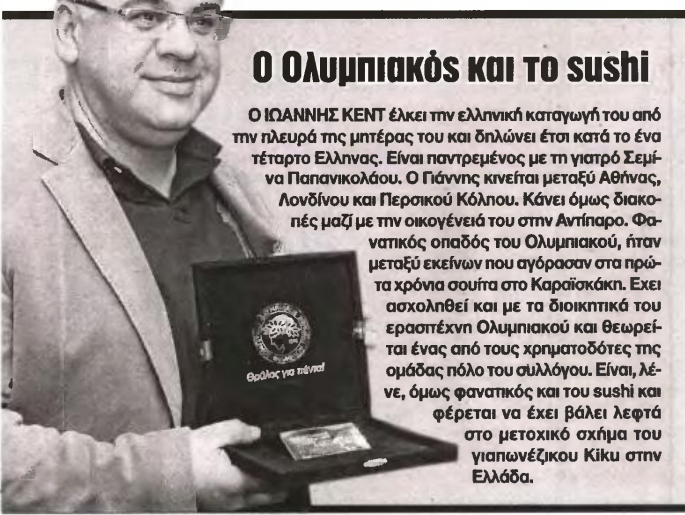 Ο Ολυμπιακός και το sushi
Ο ΙΩΑΝΝΗΣ ΚΕΝΤ έλκει την ελληνική καταγωγή του από
την πλευρά της μητέρας του και δηλώνει έτσι κατά το ένα
τέταρτο Ελληνας. Είναι παντρεμένος με τη γιατρό Σεμί-
να Παπανικολάου. Ο Γιάννης κινείται μεταξύ Αθήνας,
Λονδίνου και Περσικού Κόλπου. Κάνει όμως διακο-
πές μαζί με την οικογένειά του στην Αντίπαρο. Φα-
νατικός οπαδός του Ολυμπιακού, ήταν
μεταξύ εκείνων που αγόρασαν στα πρώ-
τα χρόνια σουίτα στο Καραϊσκάκη. Εχει
ασχοληθεί και με τα διοικητικά του
ερασιτέχνη Ολυμπιακού και θεωρεί-
ται ένας από τους χρηματοδότες της
ομάδας πόλο του συλλόγου. Είναι, λέ-
νε, όμως φανατικός και του sushi και
φέρεται να έχει βάλει λεφτά
στο μετοχικό σχήμα του
γιαπωνέζικου Kiku στην
Ελλάδα.
Θρύλος για πάντα!